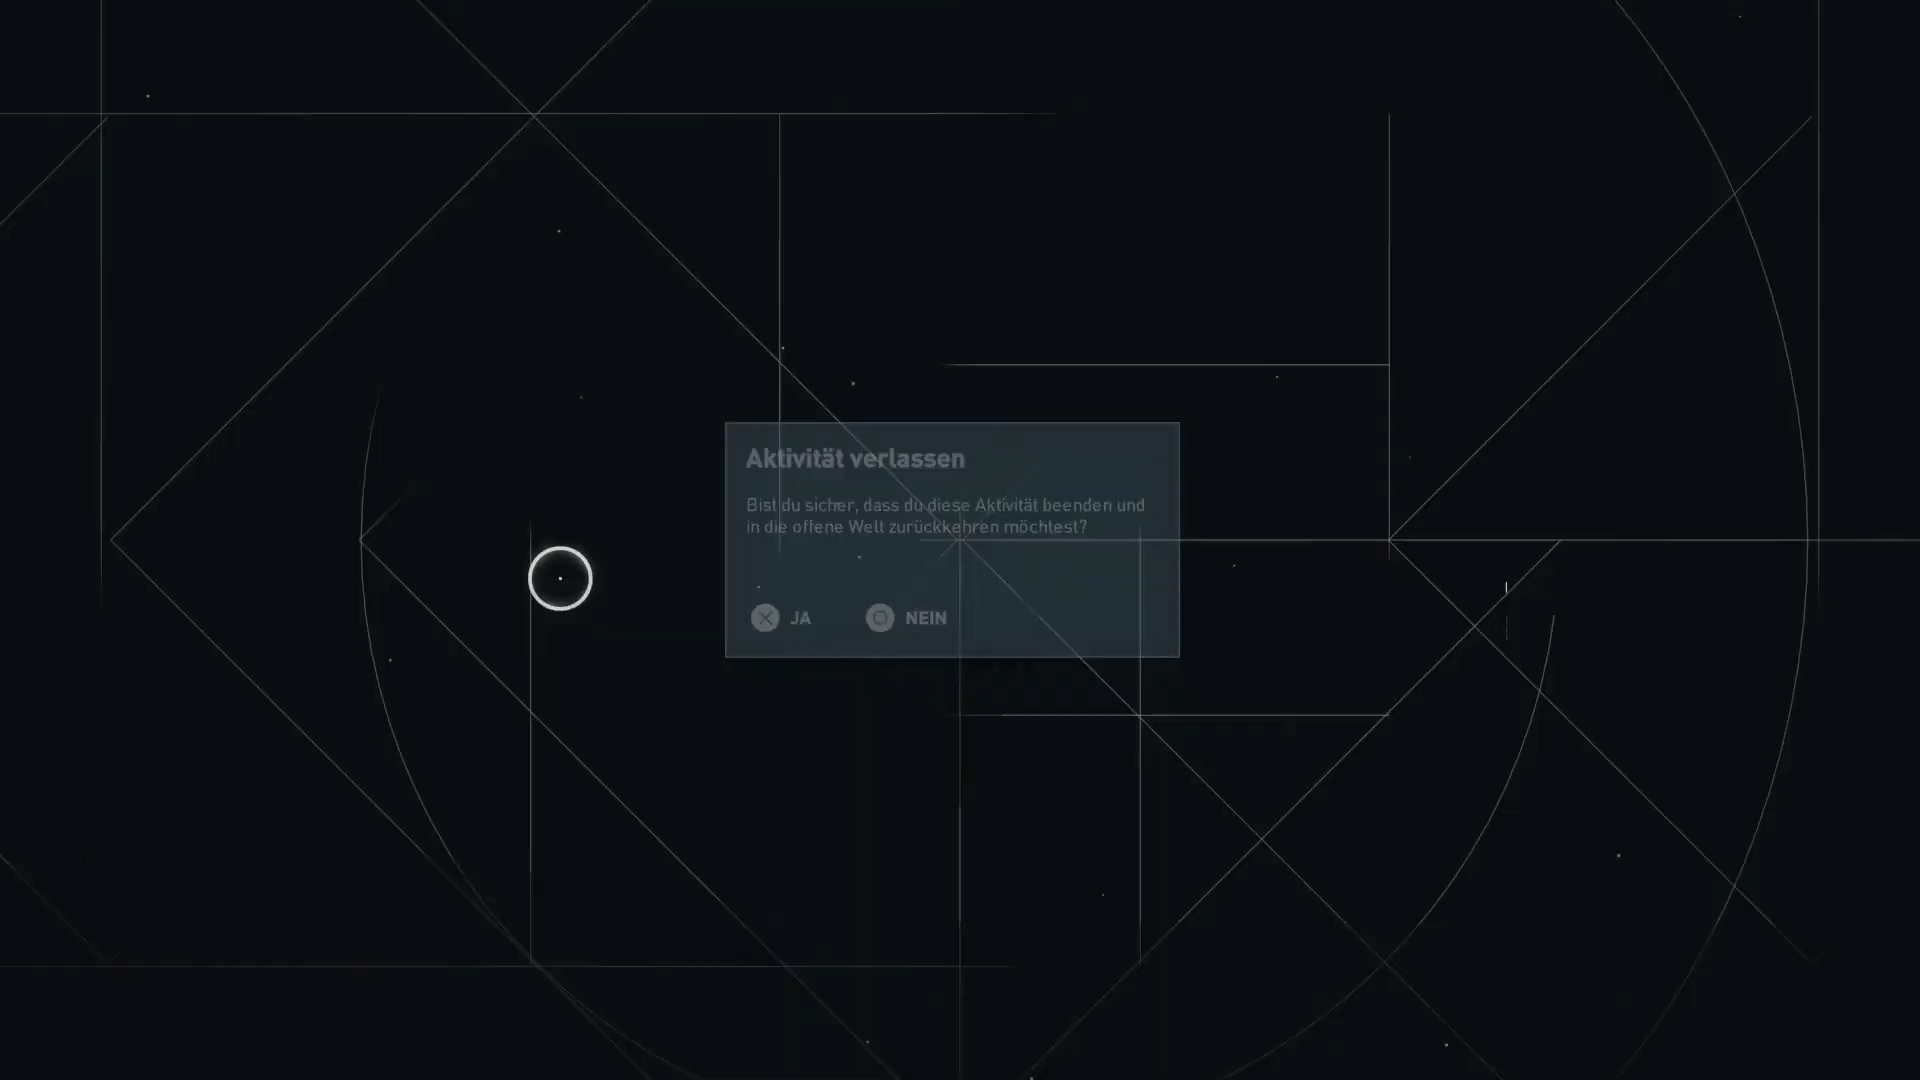 Aktivität verlassen
Bist du sicher, dass du diese Aktivität beenden und
in die offene Welt zurückkehren möchtest?
JA NEIN